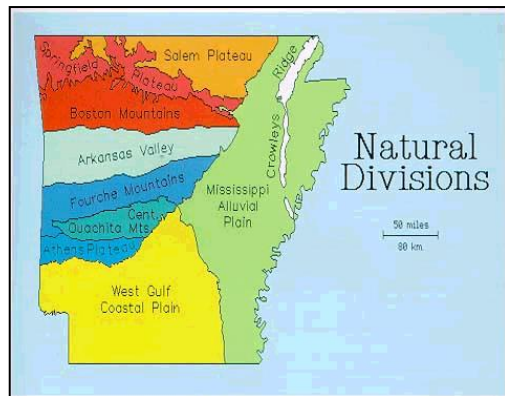 Springfield
Plateau
Salem Plateau
Ridge
Boston Mountains
Crowleys
Arkansas Valley
Natural
Divisions
Fourche Mountains
Mississippi
Alluvial
Plain
Cent.
Ouachita Mts.
Athens Plateau
50 miles
80 km.
West Gulf
Coastal Plain